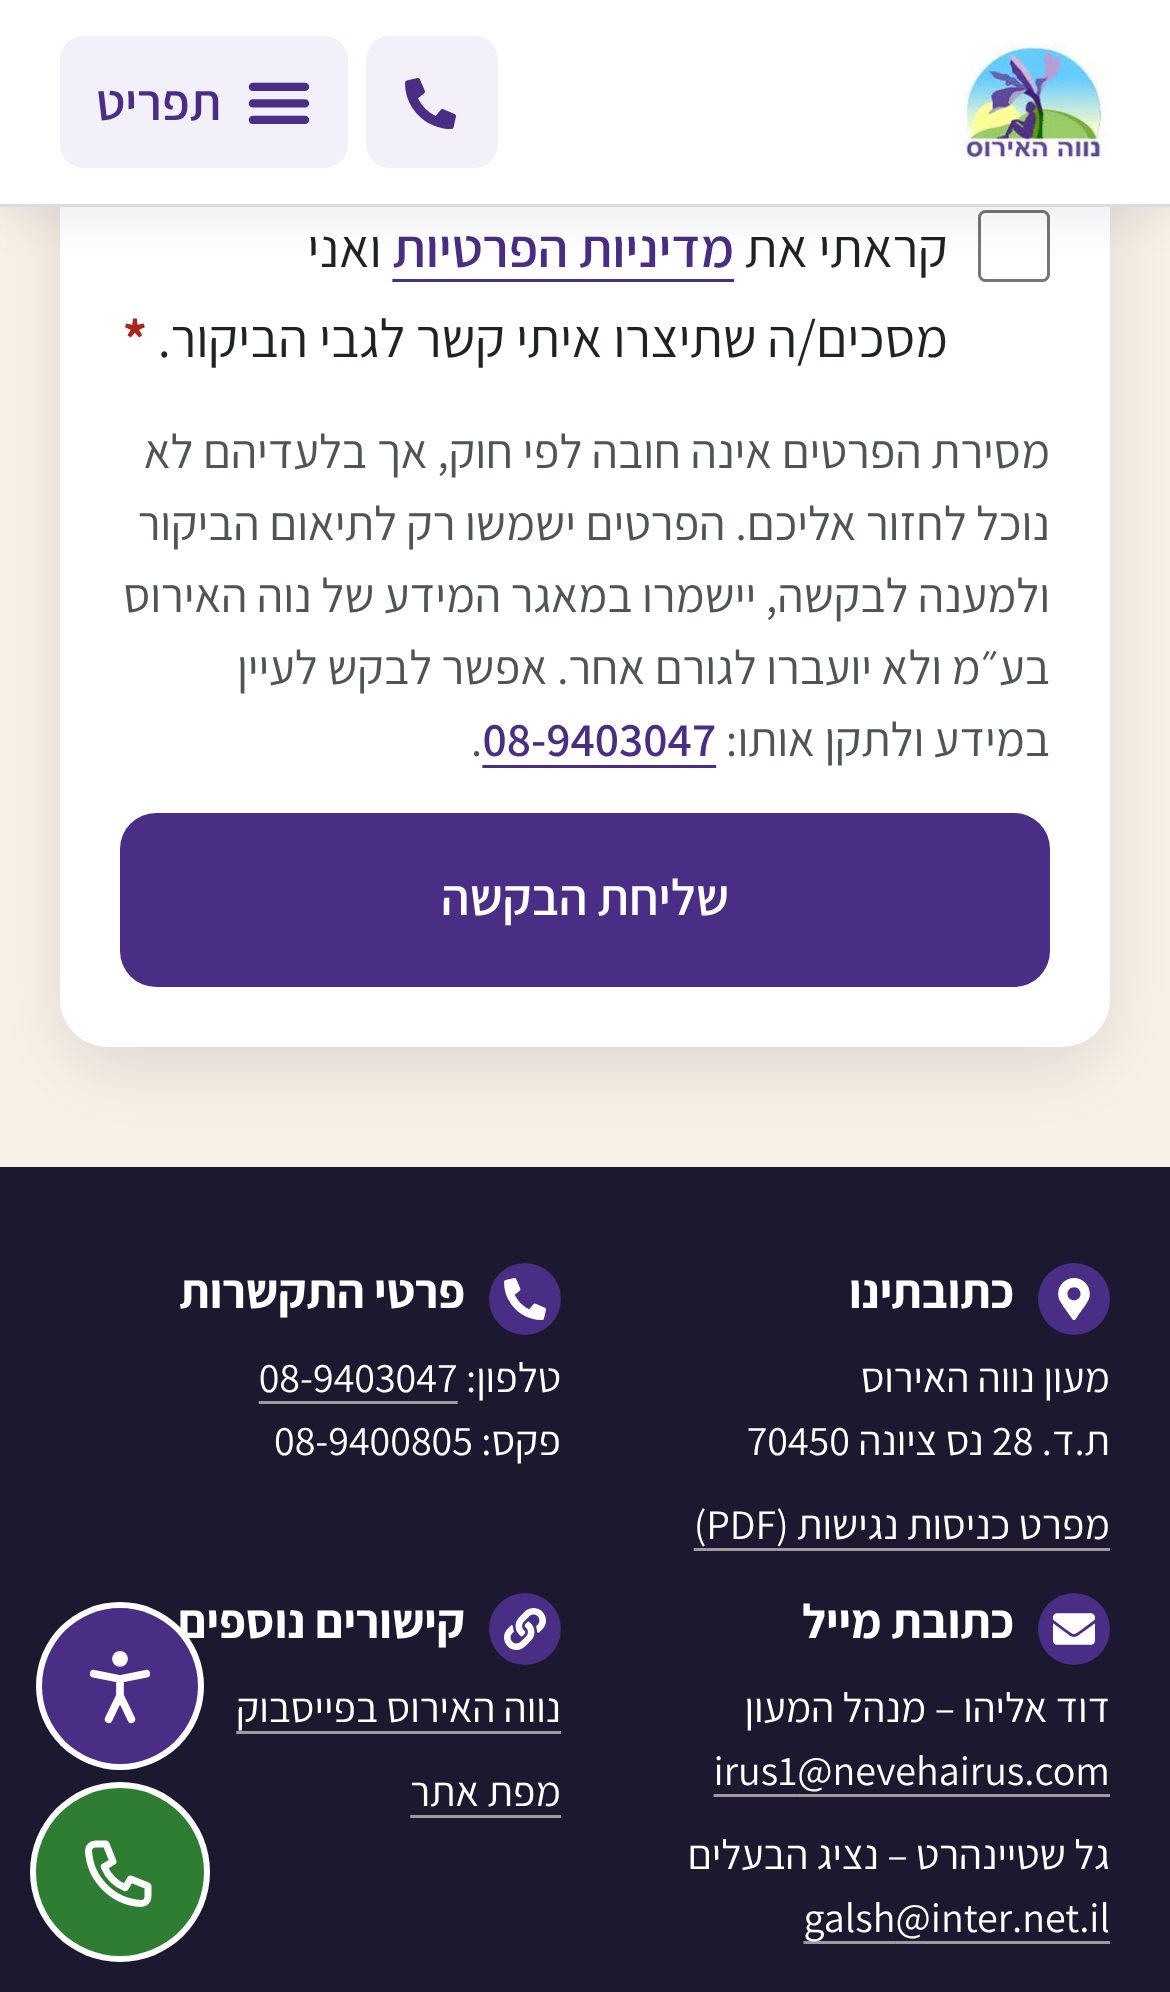 נווה האירוס
תפריט
קראתי את מדיניות הפרטיות ואני
מסכים/ה שתיצרו איתי קשר לגבי הביקור. *
מסירת הפרטים אינה חובה לפי חוק, אך בלעדיהם לא
נוכל לחזור אליכם. הפרטים ישמשו רק לתיאום הביקור
ולמענה לבקשה, יישמרו במאגר המידע של נוה האירוס
בע״מ ולא יועברו לגורם אחר. אפשר לבקש לעיין
במידע ולתקן אותו: 08-9403047.
שליחת הבקשה
כתובתינו
מעון נווה האירוס
ת.ד. 28 נס ציונה 70450
מפרט כניסות נגישות (PDF)
פרטי התקשרות
טלפון: 08-9403047
פקס: 08-9400805
כתובת מייל
דוד אליהו – מנהל המעון
irus1@nevehairus.com
גל שטיינהרט – נציג הבעלים
galsh@inter.net.il
קישורים נוספים
נווה האירוס בפייסבוק
מפת אתר